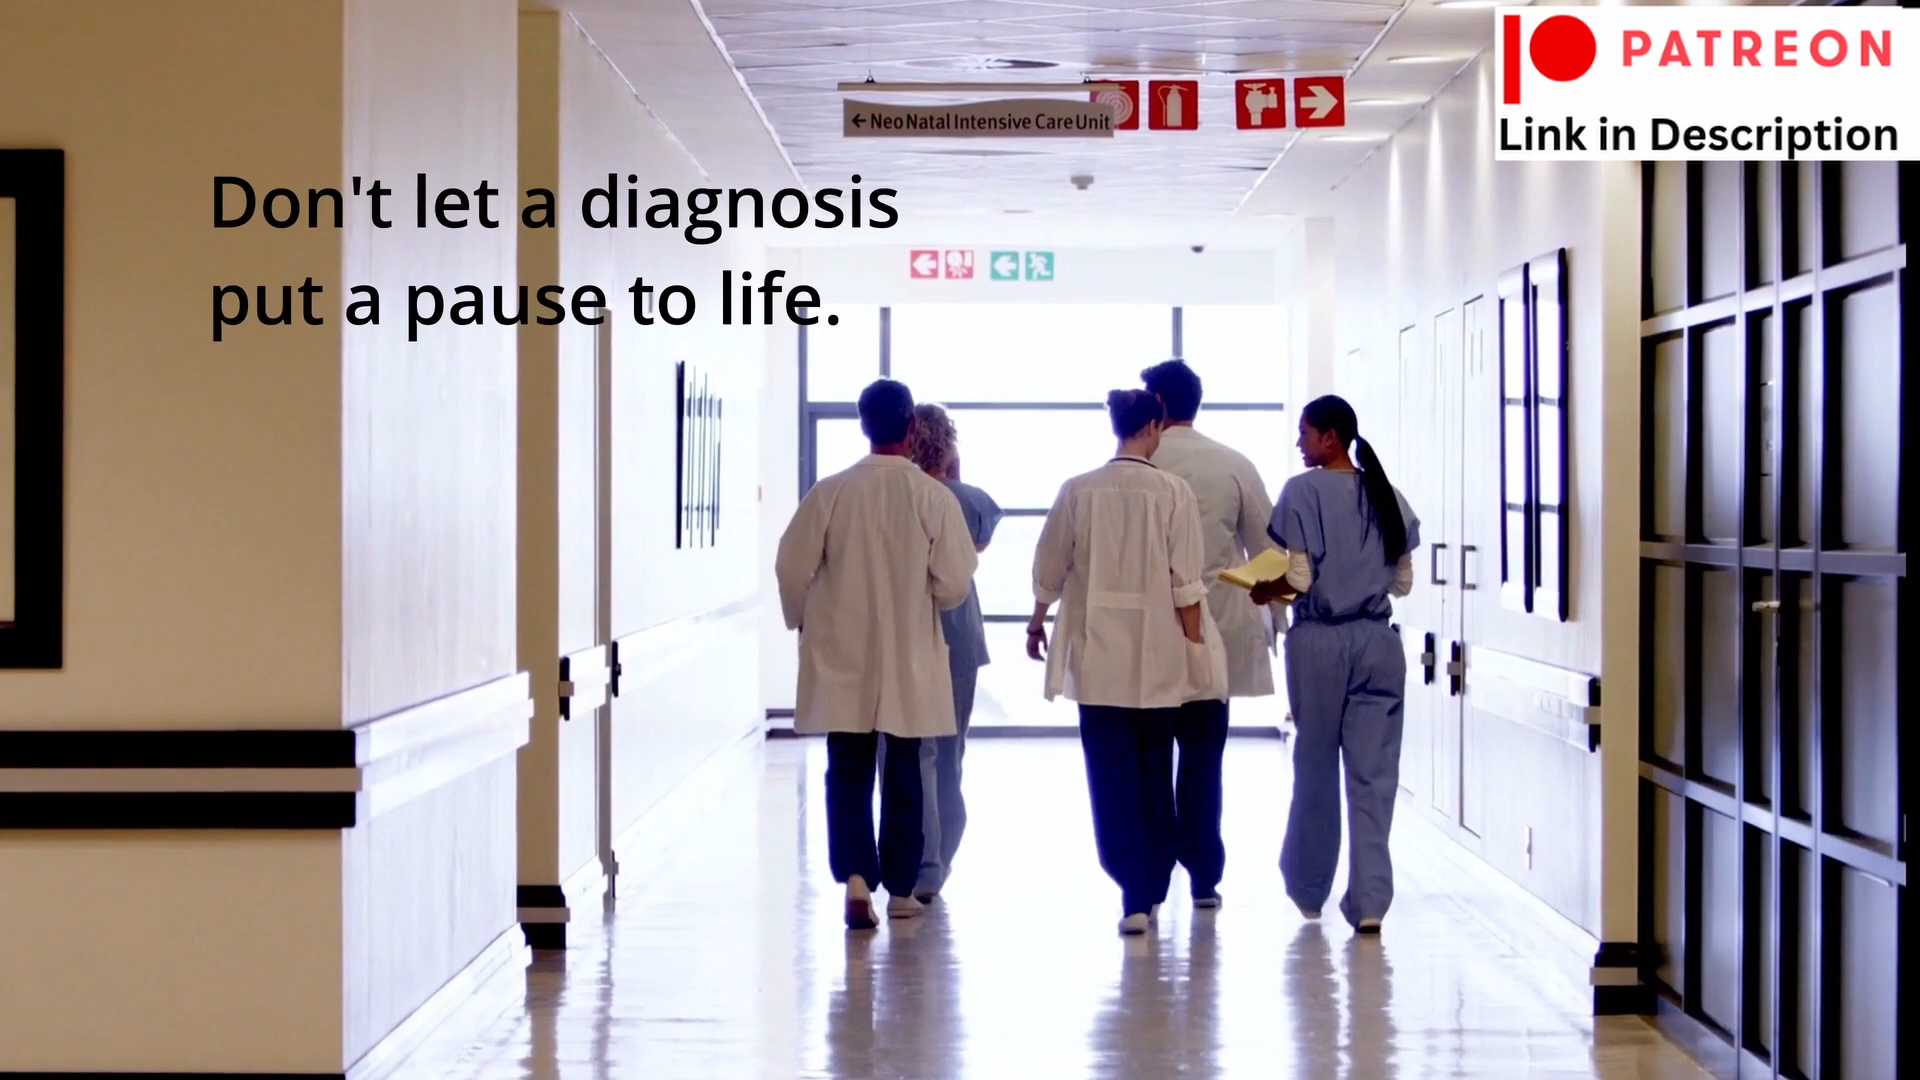 PATREON
Link in Description
← Neo Natal Intensive Care Unit
Don't let a diagnosis
put a pause to life.